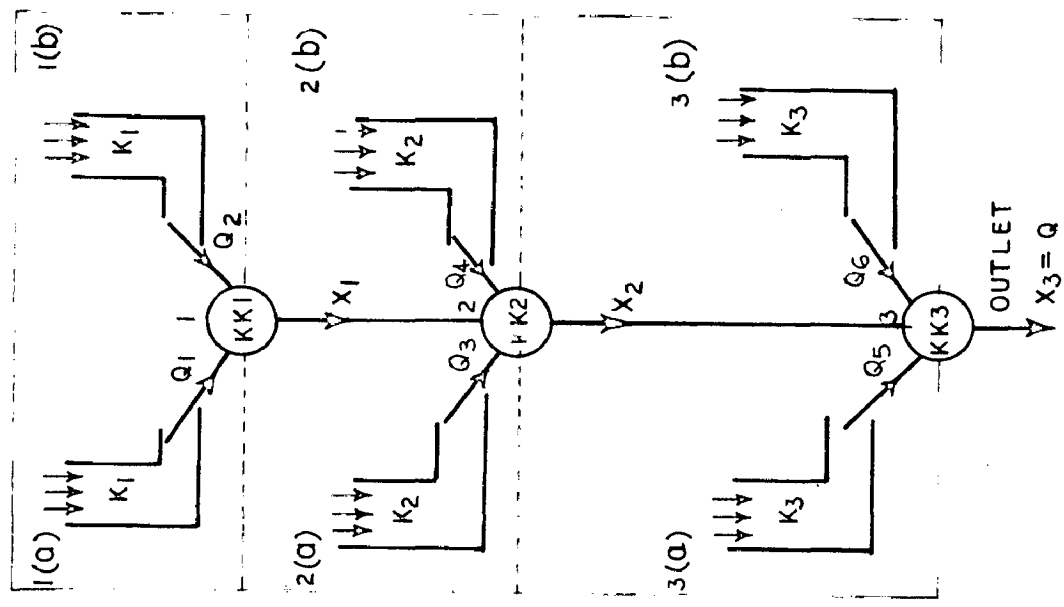 1(a)
1(b)
K1
K1
Q1
1
Q2
KK1
X1
2(a)
2(b)
K2
K2
Q3
2
Q4
K2
X2
3(a)
3(b)
K3
K3
Q5
3
Q6
KK3
OUTLET
X3 = Q